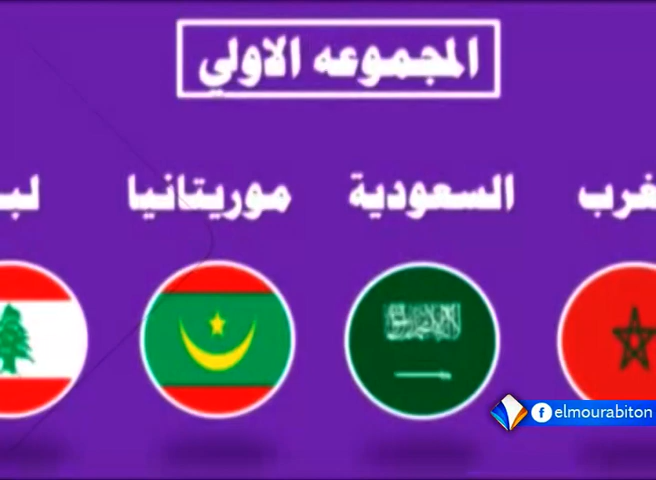 المجموعه الاولي
السعودية
موريتانيا
elmourabiton